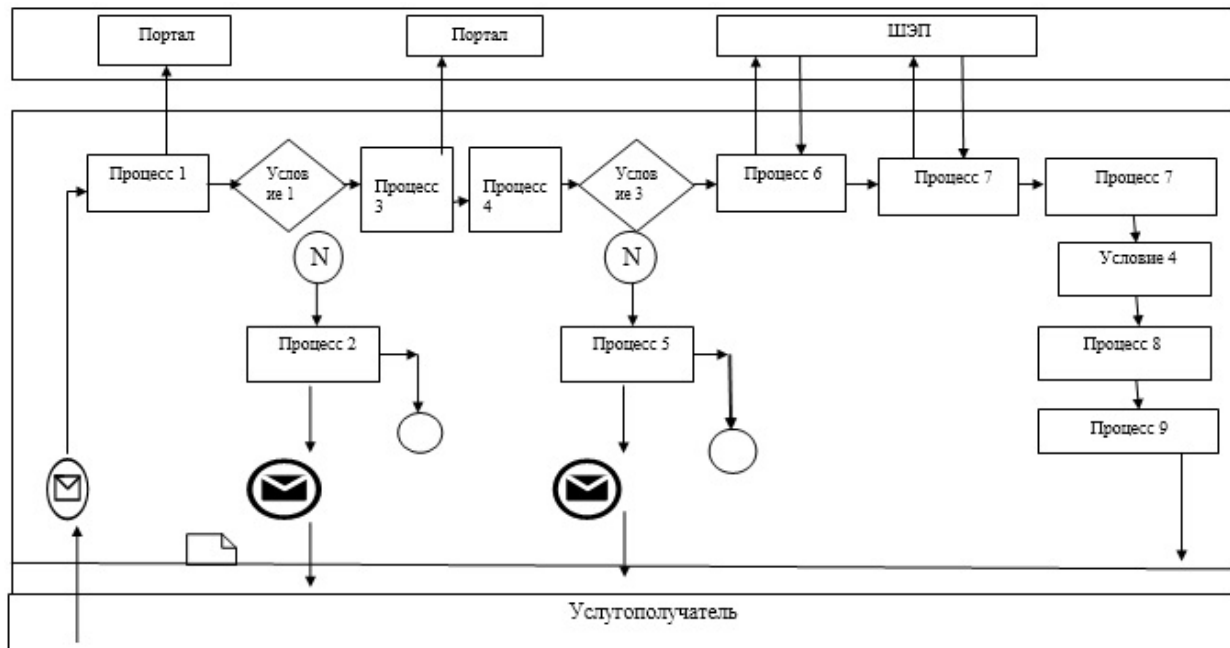 Портал
Портал
ШЭП
Процесс 1
Услов
ие 1
Процесс
3
Процесс
4
Услов
ие 3
Процесс 6
Процесс 7
Процесс 7
N
N
Условие 4
Процесс 2
Процесс 5
Процесс 8
Процесс 9
Услугополучатель